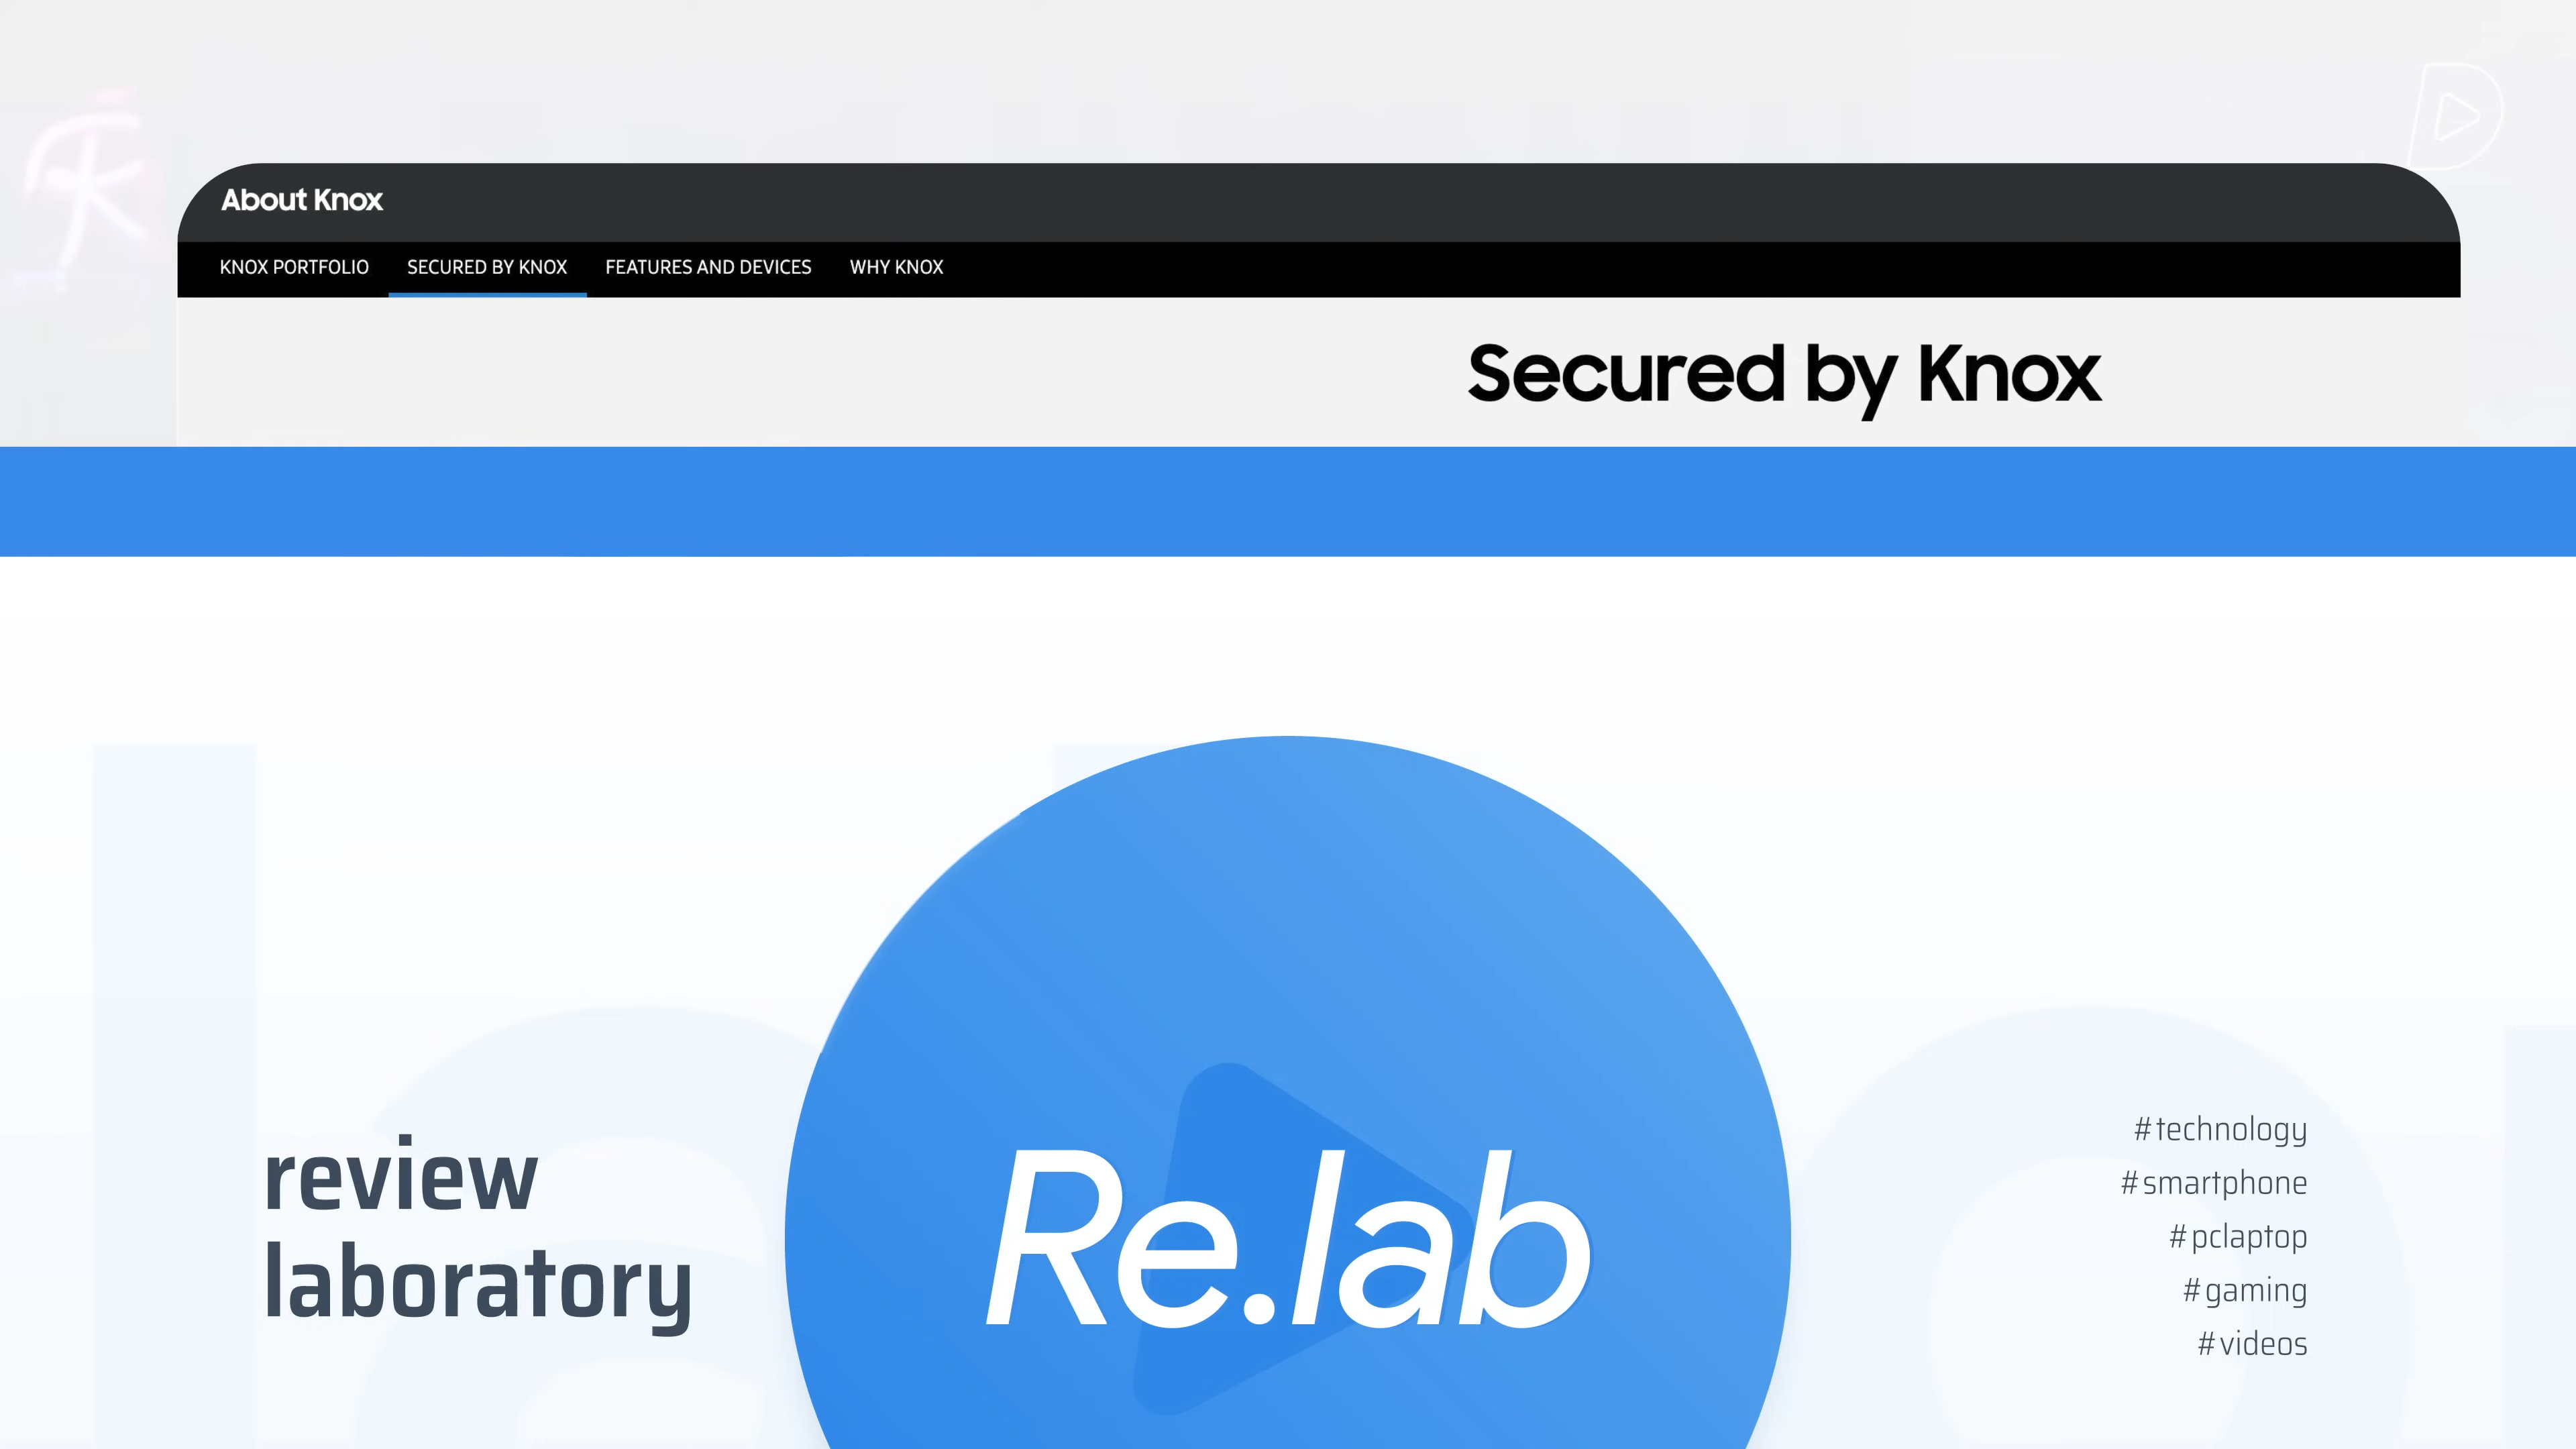 About Knox
KNOX PORTFOLIO SECURED BY KNOX FEATURES AND DEVICES WHY KNOX
Secured by Knox
review
laboratory
Re.lab
#technology
#smartphone
#pclaptop
#gaming
#videos